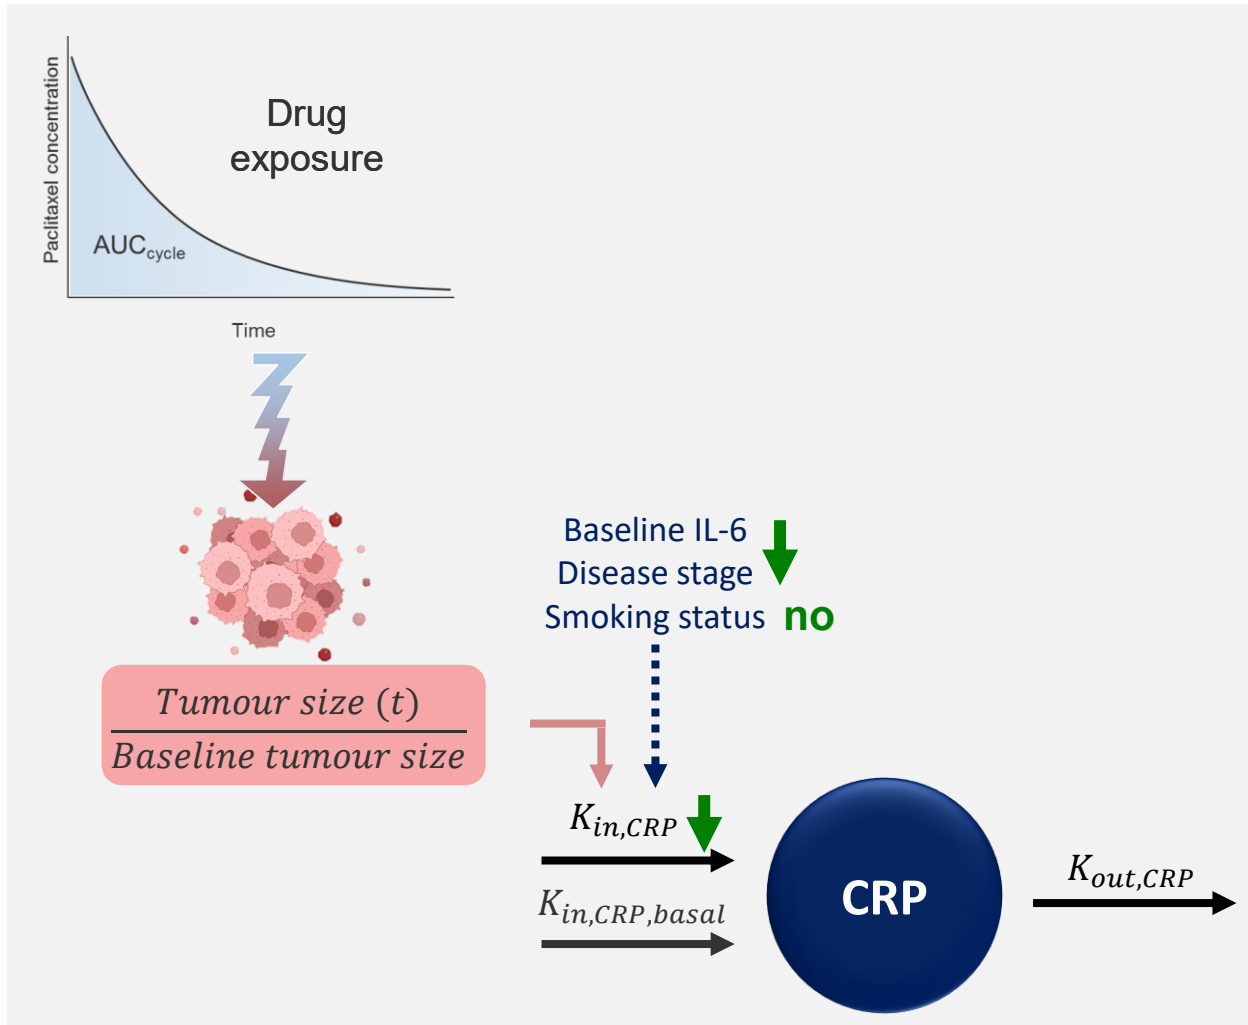 Paclitaxel concentration
Drug
exposure
AUCcycle
Time
Baseline IL-6
Disease stage
Smoking status no
Tumour size (t)
Baseline tumour size
Kin,CRP
Kin,CRP,basal
CRP
Kout,CRP